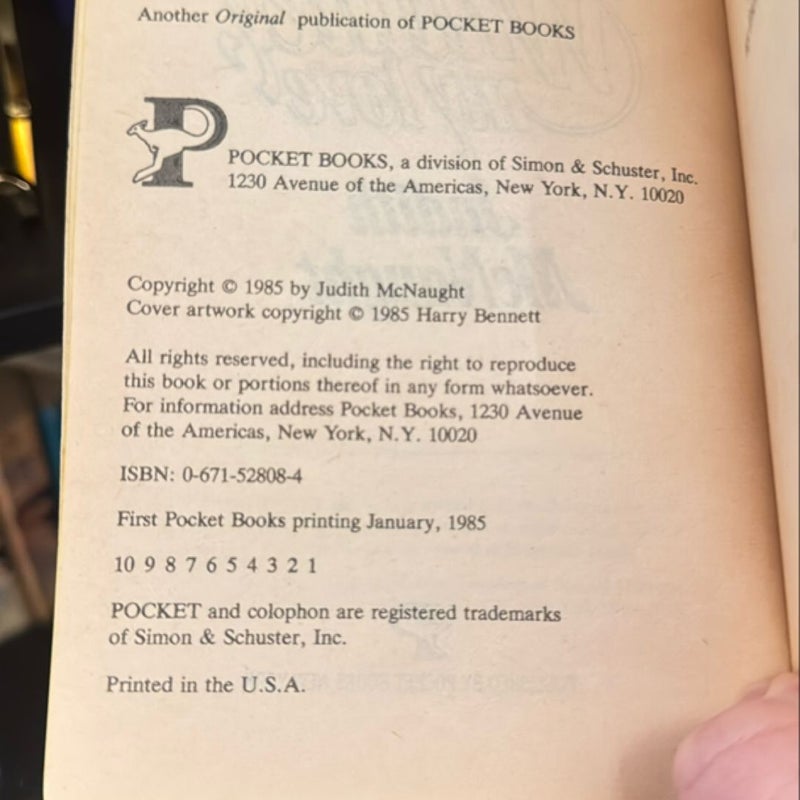 Another Original publication of POCKET BOOKS
P
POCKET BOOKS, a division of Simon & Schuster, Inc.
1230 Avenue of the Americas, New York, N.Y. 10020
Copyright © 1985 by Judith McNaught
Cover artwork copyright © 1985 Harry Bennett
All rights reserved, including the right to reproduce
this book or portions thereof in any form whatsoever.
For information address Pocket Books, 1230 Avenue
of the Americas, New York, N.Y. 10020
ISBN: 0-671-52808-4
First Pocket Books printing January, 1985
10 9 8 7 6 5 4 3 2 1
POCKET and colophon are registered trademarks
of Simon & Schuster, Inc.
Printed in the U.S.A.